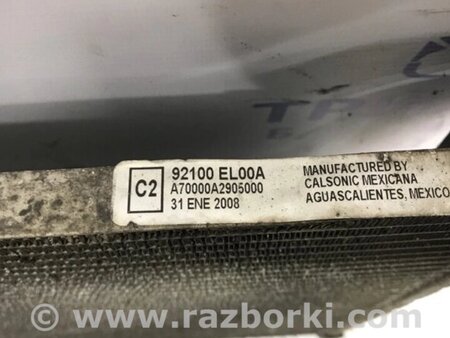 C2
92100 EL00A
A70000A2905000
31 ENE 2008
MANUFACTURED BY
CALSONIC MEXICANA
AGUASCALIENTES, MEXICO
www.razborki.com